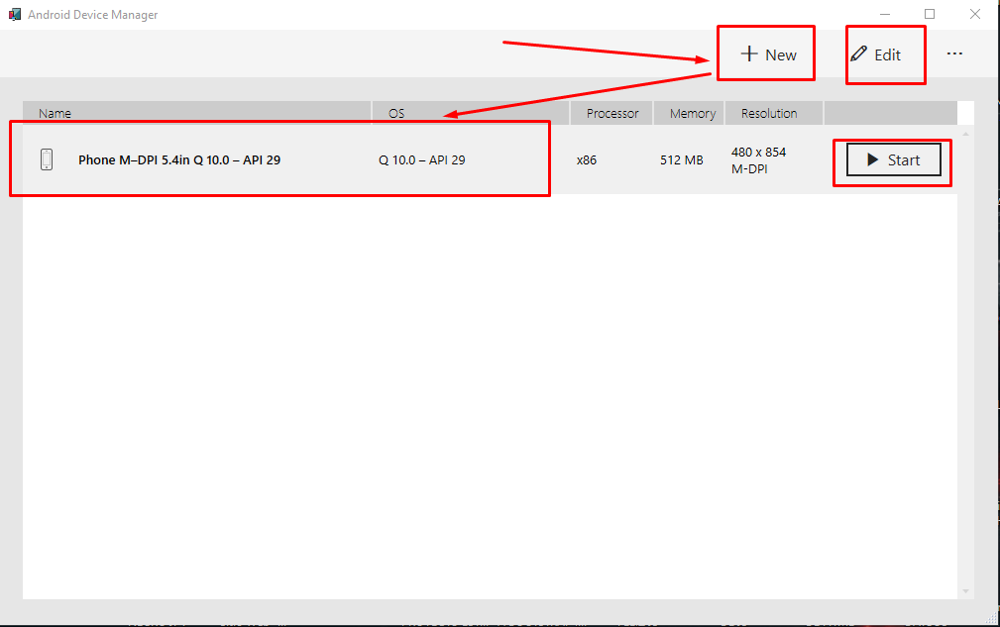 Android Device Manager
New
Edit
...
Name OS Processor Memory Resolution
Phone M–DPI 5.4in Q 10.0 – API 29 Q 10.0 – API 29 x86 512 MB 480 x 854
M-DPI
Start